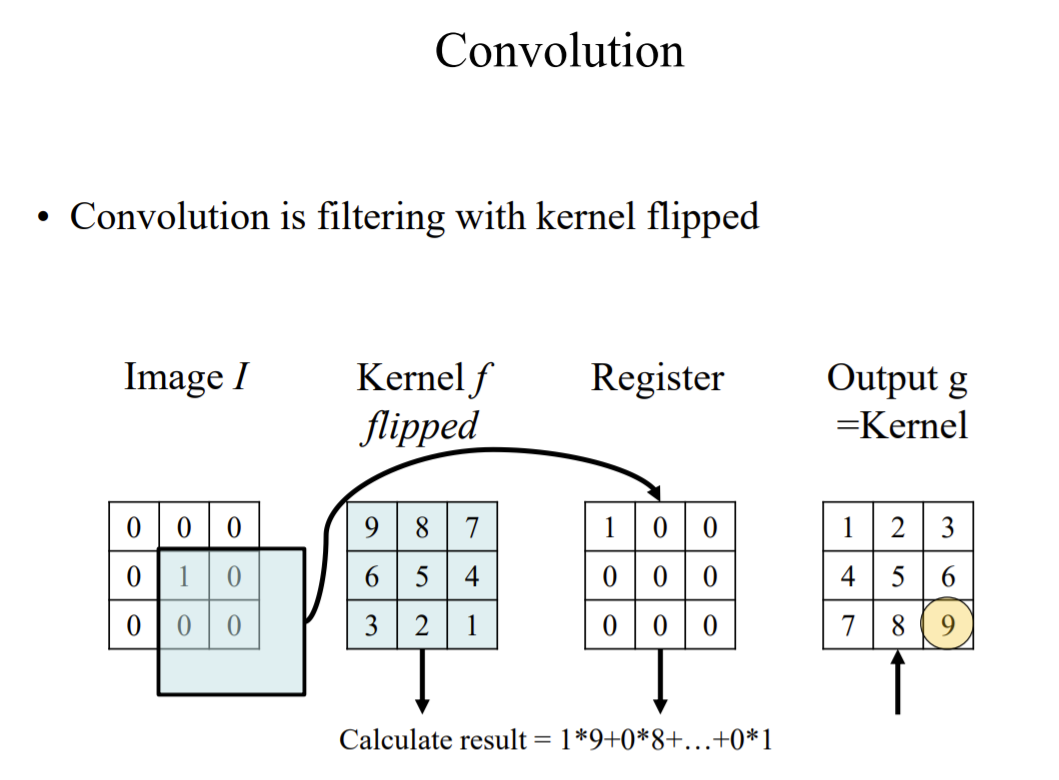 Convolution
• Convolution is filtering with kernel flipped
Image I
Kernel f
flipped
Register
Output g
=Kernel
0 0 0
0 1 0
0 0 0
9 8 7
6 5 4
3 2 1
1 0 0
0 0 0
0 0 0
1 2 3
4 5 6
7 8 9
Calculate result = 1*9+0*8+…+0*1